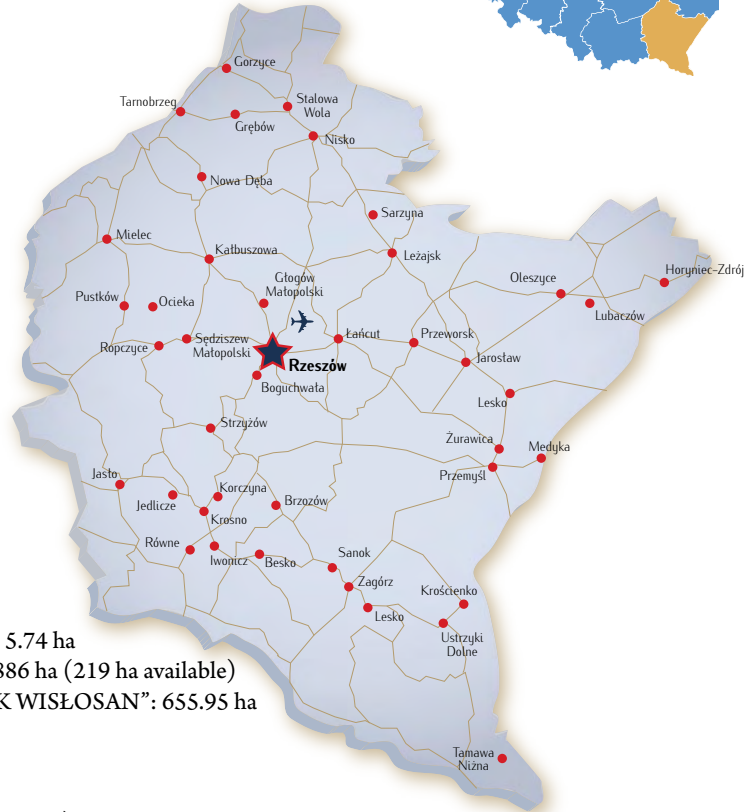 Gorzyce
Tarnobrzeg
Stalowa
Wola
Grębów
Nisko
Nowa Dęba
Sarzyna
Mielec
Kałbuszowa
Leżajsk
Głogów
Małopolski
Oleszyce
Horyniec-Zdrój
Pustków
Ocieka
Lubaczów
Ropczyce
Sędziszew
Małopolski
Łańcut
Przeworsk
Jarosław
Rzeszów
Boguchwała
Lesko
Strzyżów
Żurawica
Medyka
Przemyśl
Jasło
Jedlicze
Korczyna
Brzozów
Krosno
Równe
Iwonicz
Besko
Sanok
Zagórz
Krościenko
Lesko
Ustrzyki
Dolne
5.74 ha
886 ha (219 ha available)
K WISŁOSAN”: 655.95 ha
Tamawa
Niżna